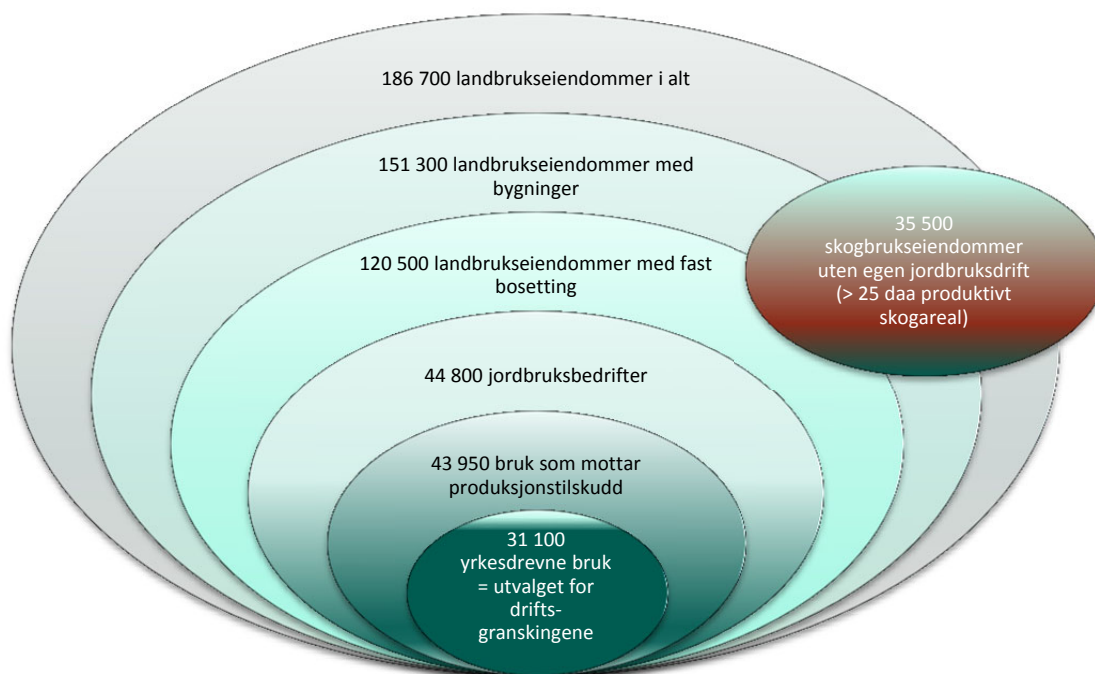 186 700 landbrukseiendommer i alt
151 300 landbrukseiendommer med
bygninger
35 500
skogbrukseiendommer
uten egen jordbruksdrift
(> 25 daa produktivt
skogareal)
120 500 landbrukseiendommer med fast
bosetting
44 800 jordbruksbedrifter
43 950 bruk som mottar
produksjonstilskudd
31 100
yrkesdrevne bruk
= utvalget for
drifts-
granskingene